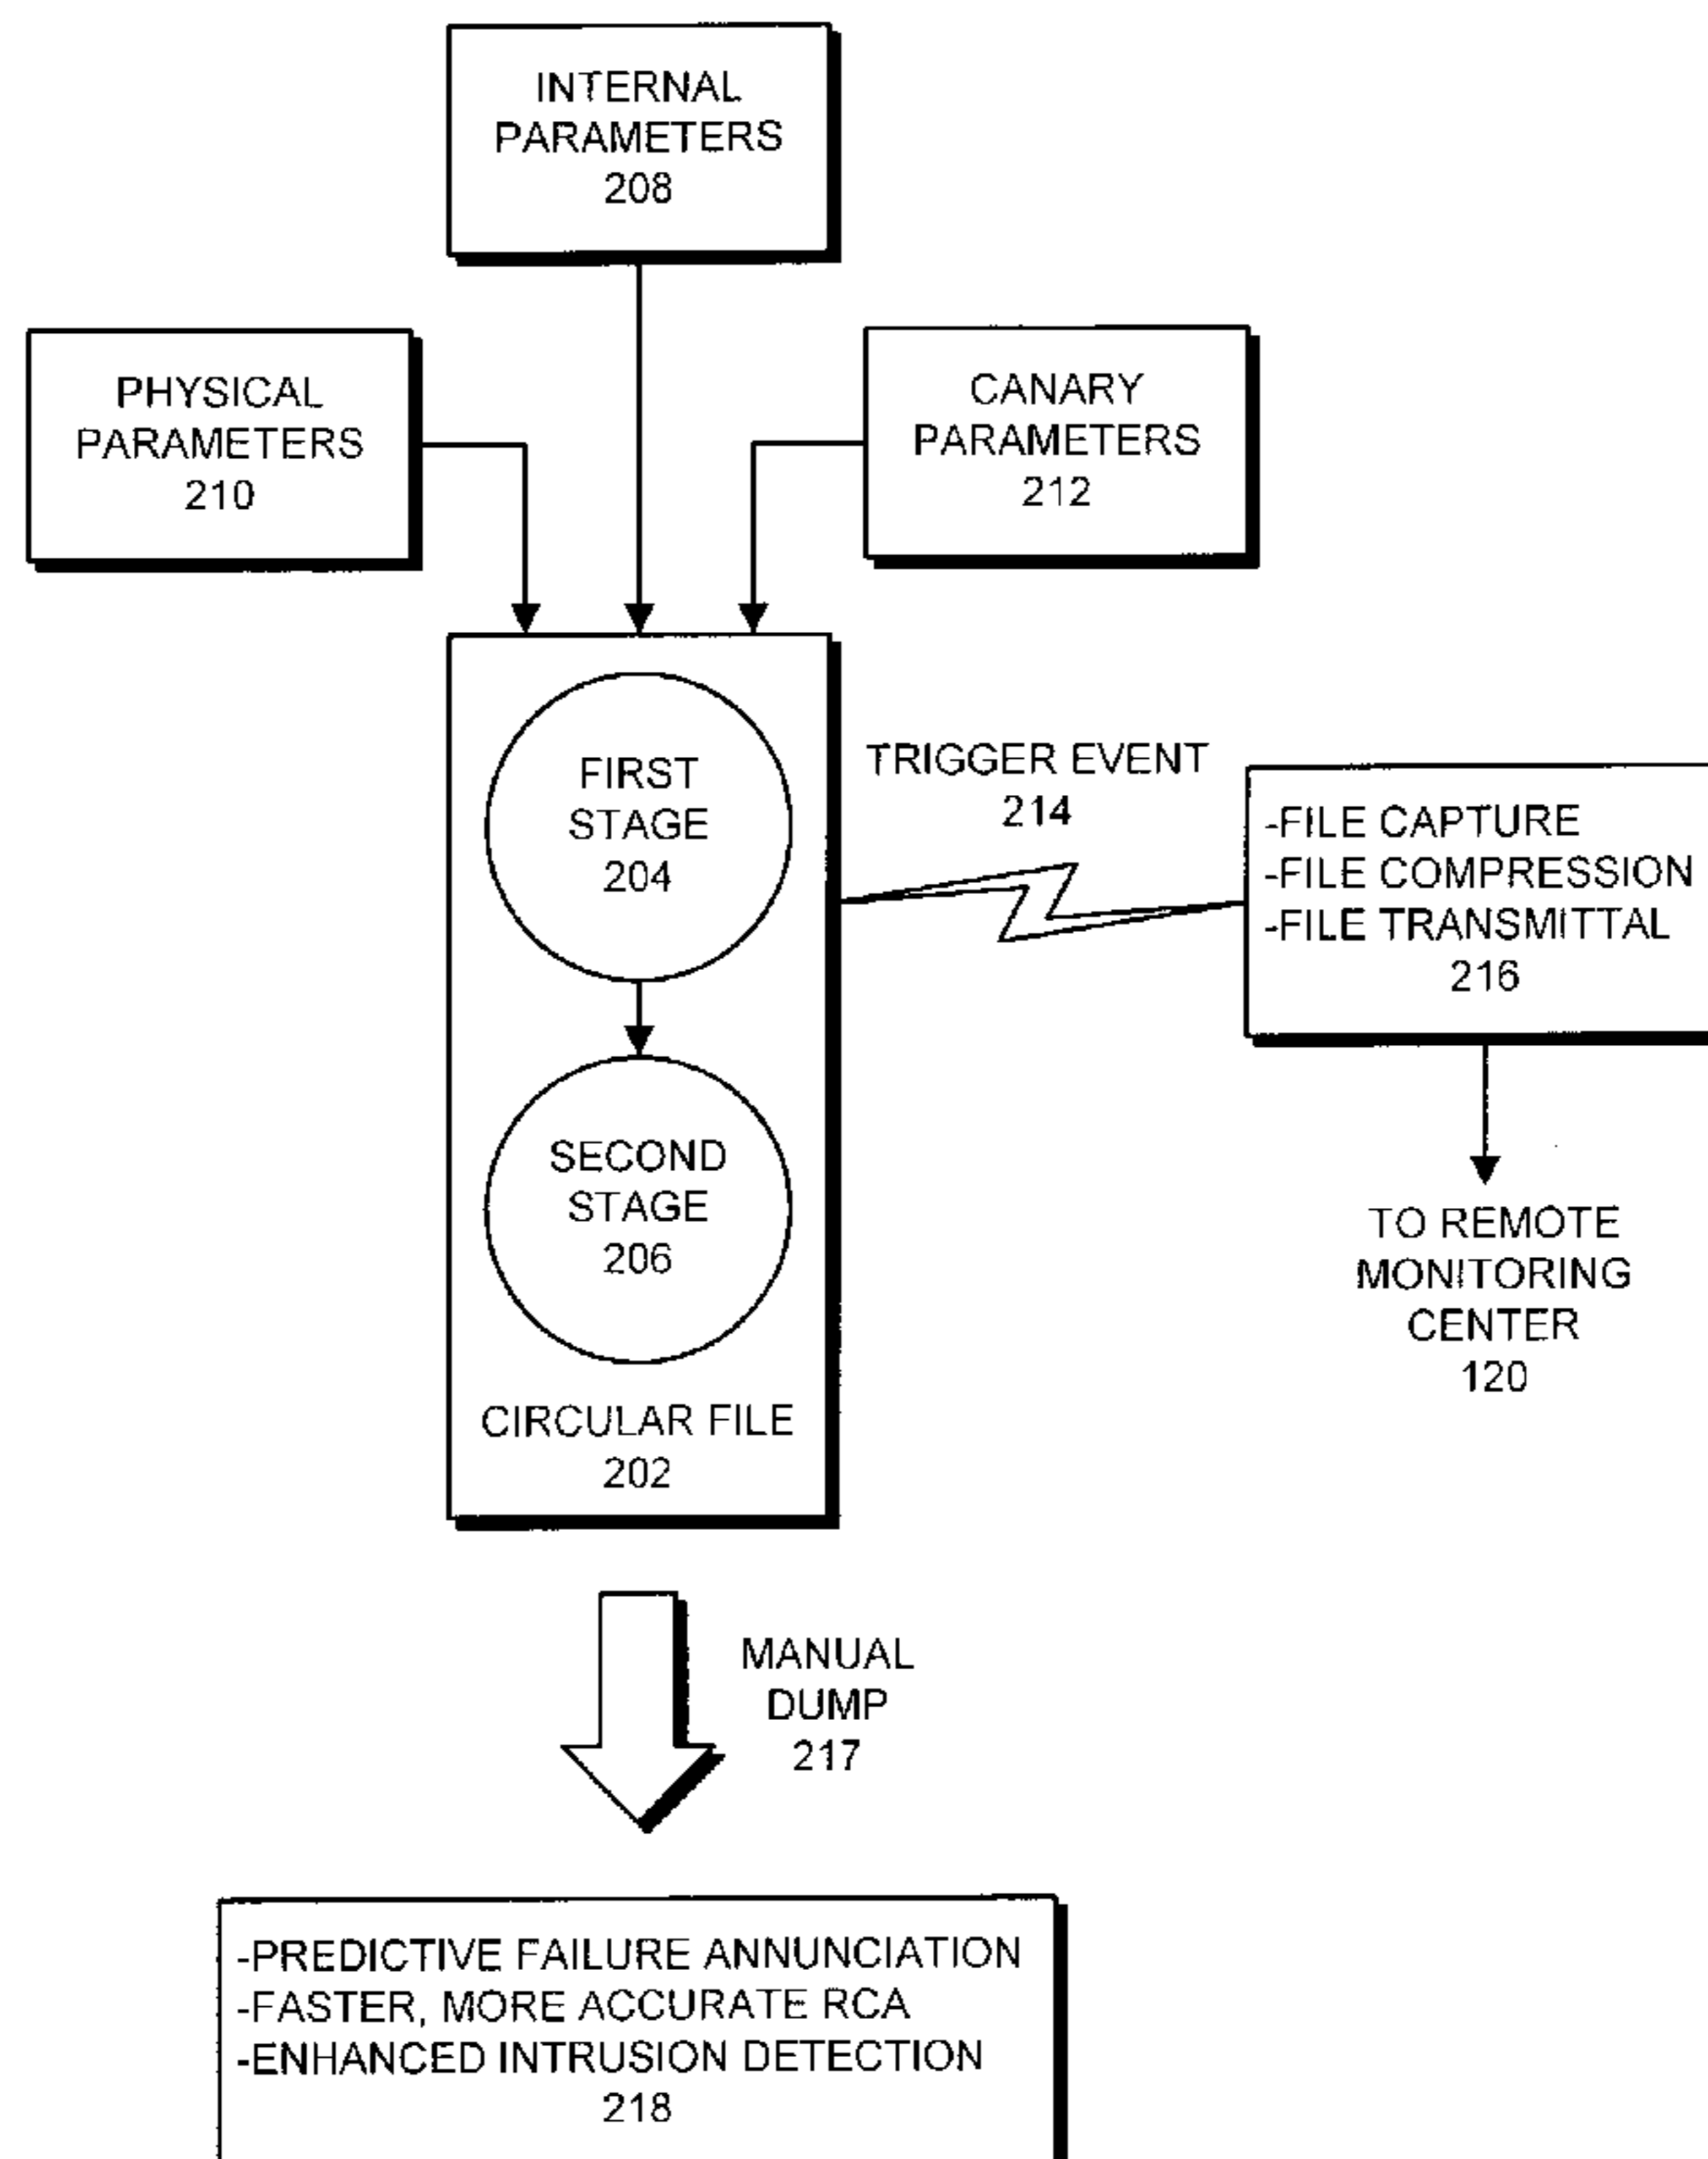 INTERNAL
PARAMETERS
208
PHYSICAL
PARAMETERS
210
CANARY
PARAMETERS
212
FIRST
STAGE
204
TRIGGER EVENT
214
-FILE CAPTURE
-FILE COMPRESSION
-FILE TRANSMITTAL
216
SECOND
STAGE
206
TO REMOTE
MONITORING
CENTER
120
CIRCULAR FILE
202
MANUAL
DUMP
217
-PREDICTIVE FAILURE ANNUNCIATION
-FASTER, MORE ACCURATE RCA
-ENHANCED INTRUSION DETECTION
218